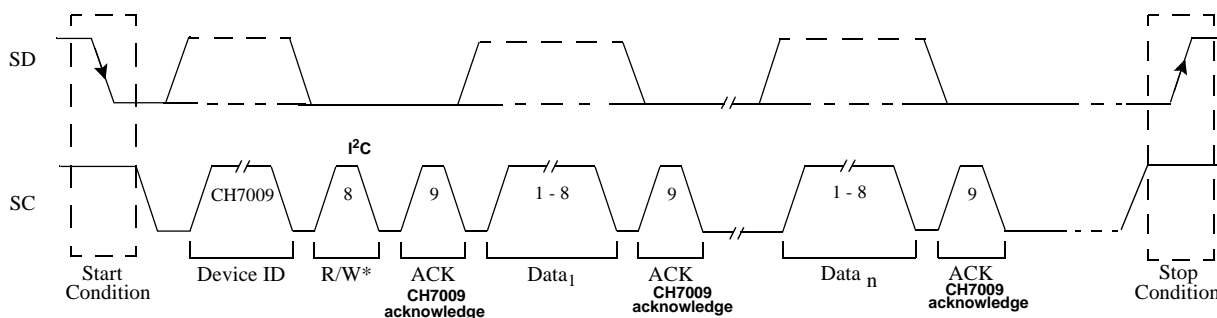 SD
I²C
SC
CH7009
8
9
1 - 8
9
1 - 8
9
Start
Condition
Device ID
R/W*
ACK
CH7009
acknowledge
Data1
ACK
CH7009
acknowledge
Data n
ACK
CH7009
acknowledge
Stop
Condition